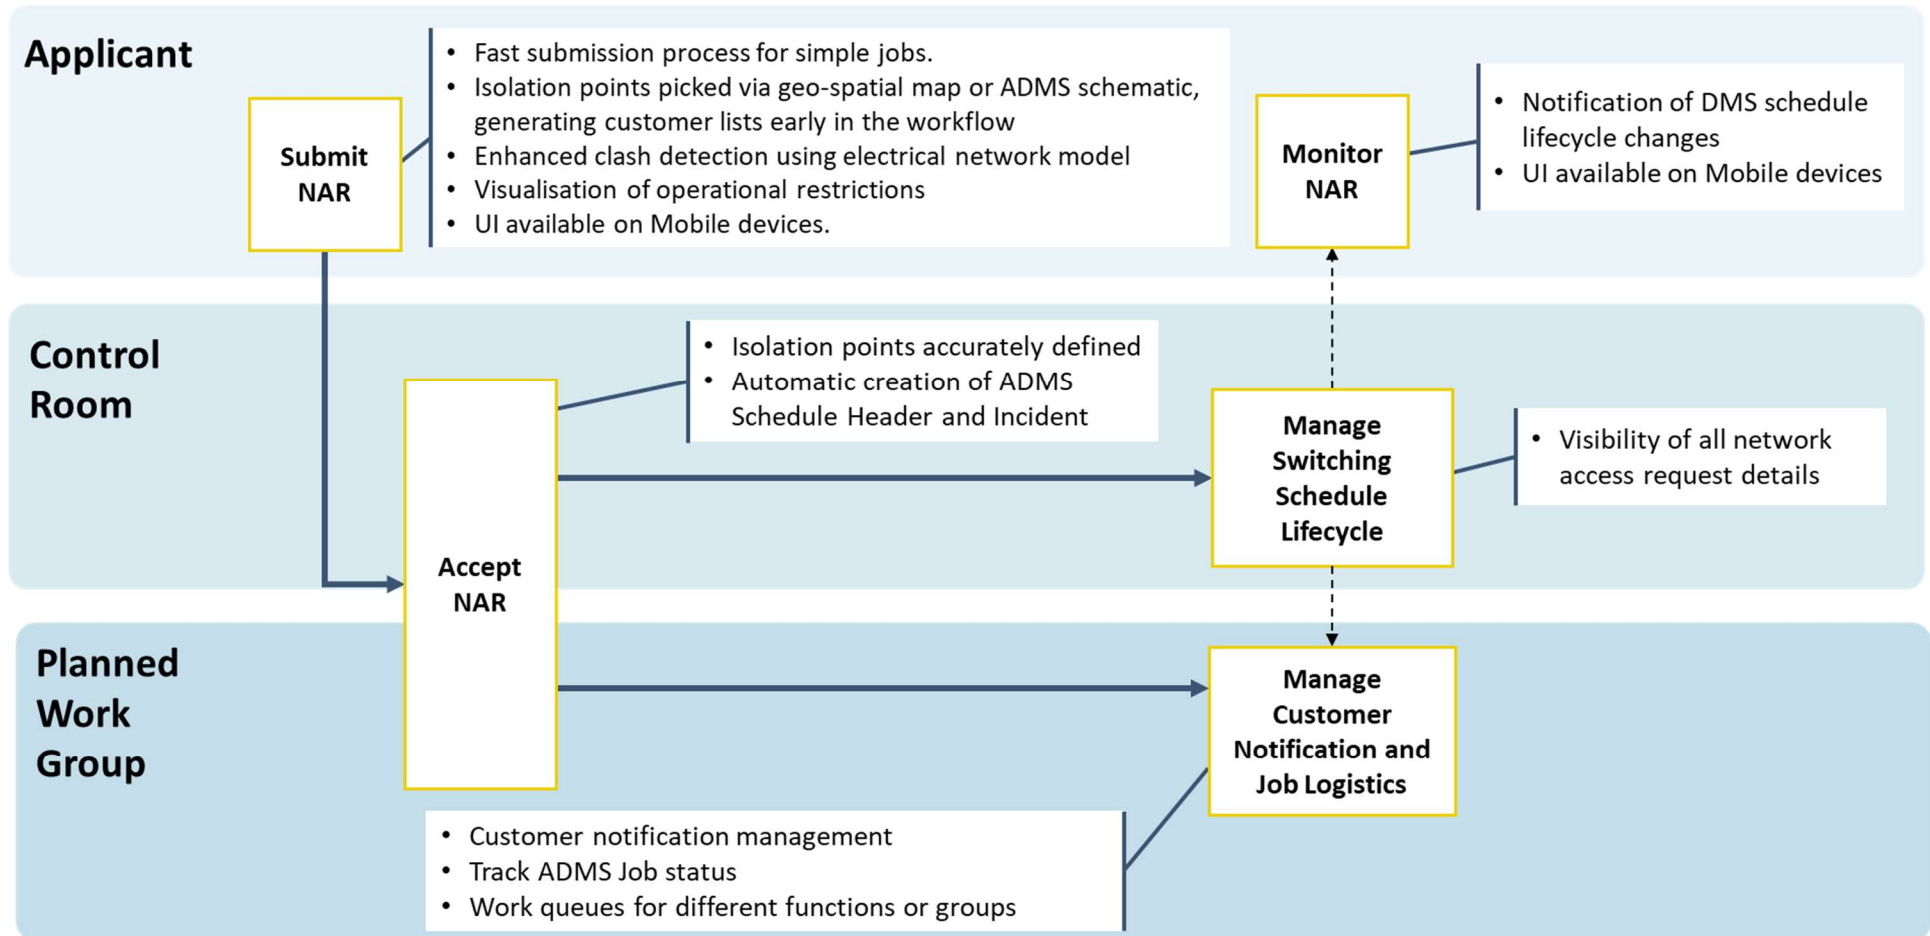 Applicant
Submit
NAR
• Fast submission process for simple jobs.
• Isolation points picked via geo-spatial map or ADMS schematic,
generating customer lists early in the workflow
• Enhanced clash detection using electrical network model
• Visualisation of operational restrictions
• UI available on Mobile devices.
Monitor
NAR
• Notification of DMS schedule
lifecycle changes
• UI available on Mobile devices
Control
Room
• Isolation points accurately defined
• Automatic creation of ADMS
Schedule Header and Incident
Accept
NAR
Manage
Switching
Schedule
Lifecycle
• Visibility of all network
access request details
Planned
Work
Group
Manage
Customer
Notification and
Job Logistics
• Customer notification management
• Track ADMS Job status
• Work queues for different functions or groups